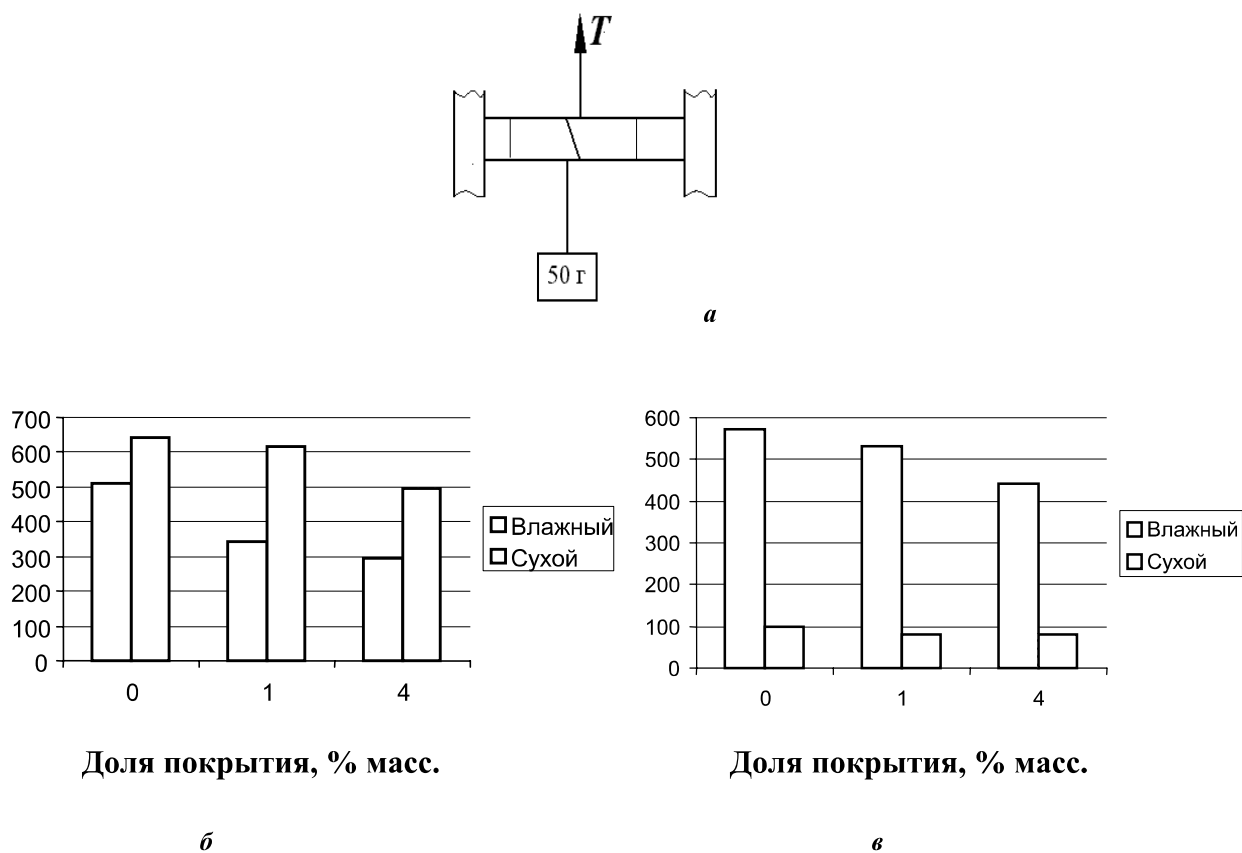 T
50 г
а
700
600
500
400
300
200
100
0
0 1 4
Влажный
Сухой
Доля покрытия, % масс.
б
600
500
400
300
200
100
0
0 1 4
Влажный
Сухой
Доля покрытия, % масс.
в